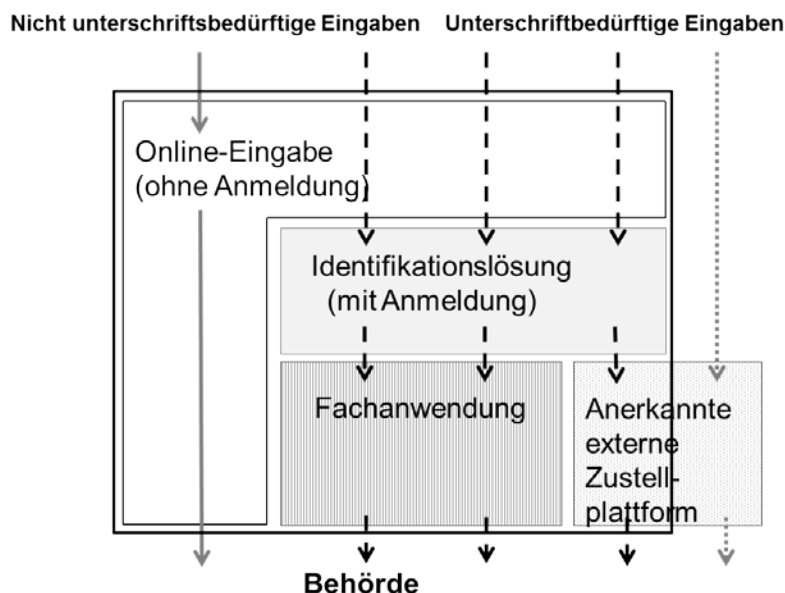 Nicht unterschriftsbedürftige Eingaben Unterschriftbedürftige Eingaben
Online-Eingabe
(ohne Anmeldung)
Identifikationslösung
(mit Anmeldung)
Fachanwendung
Anerkannte
externe
Zustell-
plattform
Behörde